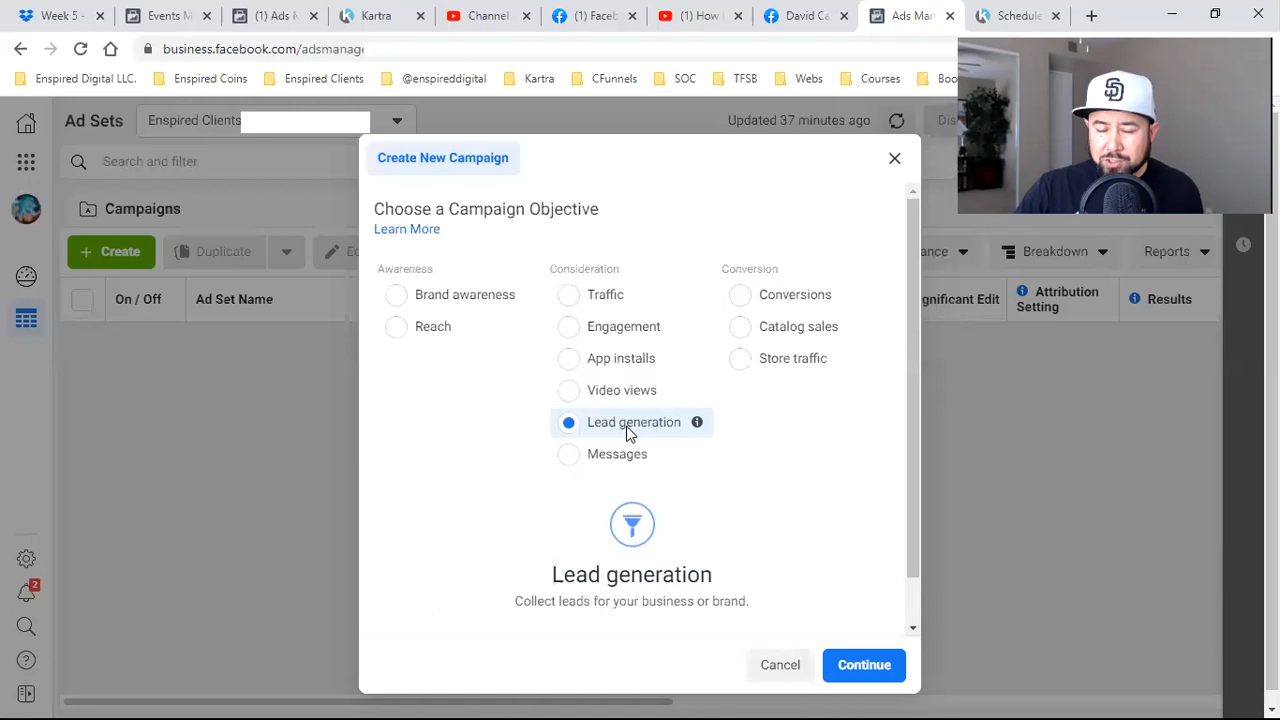 Week 5 -
Events M
(1) Ads M
Kartra
Channel
(1) Faceb
(1) How
David Ca
Ads Man
Schedule
business.facebook.com/adsmanage
Enspired Digital LLC.
Enspired Coins
Enspired Clients
@enspireddigital
Kartra
CFunnels
SOC
TFSB
Webs
Courses
Boo
SD
Ad Sets
Enspired Clients
Updated 37 minutes ago
Dis
Search and filter
Campaigns
+ Create
Duplicate
Ed
ance
Breakdown
Reports
On / Off
Ad Set Name
gnificant Edit
Attribution
Setting
Results
2
Create New Campaign
Choose a Campaign Objective
Learn More
Awareness
Brand awareness
Reach
Consideration
Traffic
Engagement
App installs
Video views
Lead generation
Messages
Conversion
Conversions
Catalog sales
Store traffic
Lead generation
Collect leads for your business or brand.
Cancel
Continue